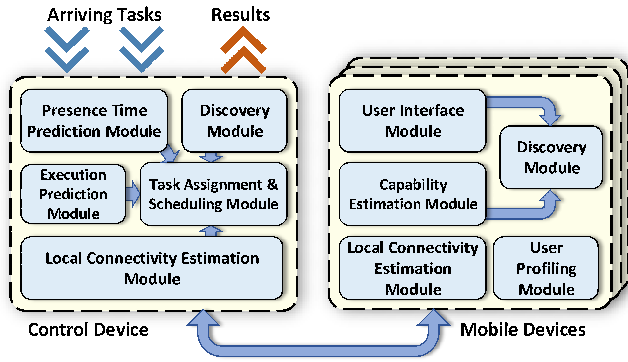 Arriving Tasks
Results
Presence Time
Prediction Module
Discovery
Module
Execution
Prediction
Module
Task Assignment &
Scheduling Module
Local Connectivity Estimation
Module
Control Device
User Interface
Module
Discovery
Module
Capability
Estimation Module
Local Connectivity
Estimation
Module
User
Profiling
Module
Mobile Devices